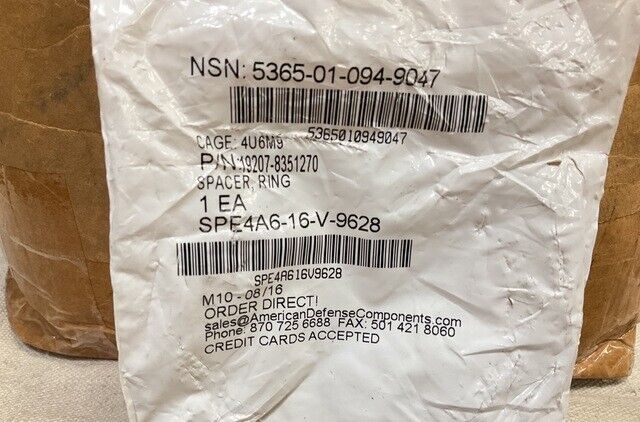 NSN: 5365-01-094-9047
5365010949047
CAGE: 4U6M9
P/N:19207-8351270
SPACER, RING
1 EA
SPE4A6-16-V-9628
SPE4A616V9628
M10 - 08/16
ORDER DIRECT!
sales@AmericanDefenseComponents.com
Phone: 870 725 6688 FAX: 501 421 8060
CREDIT CARDS ACCEPTED